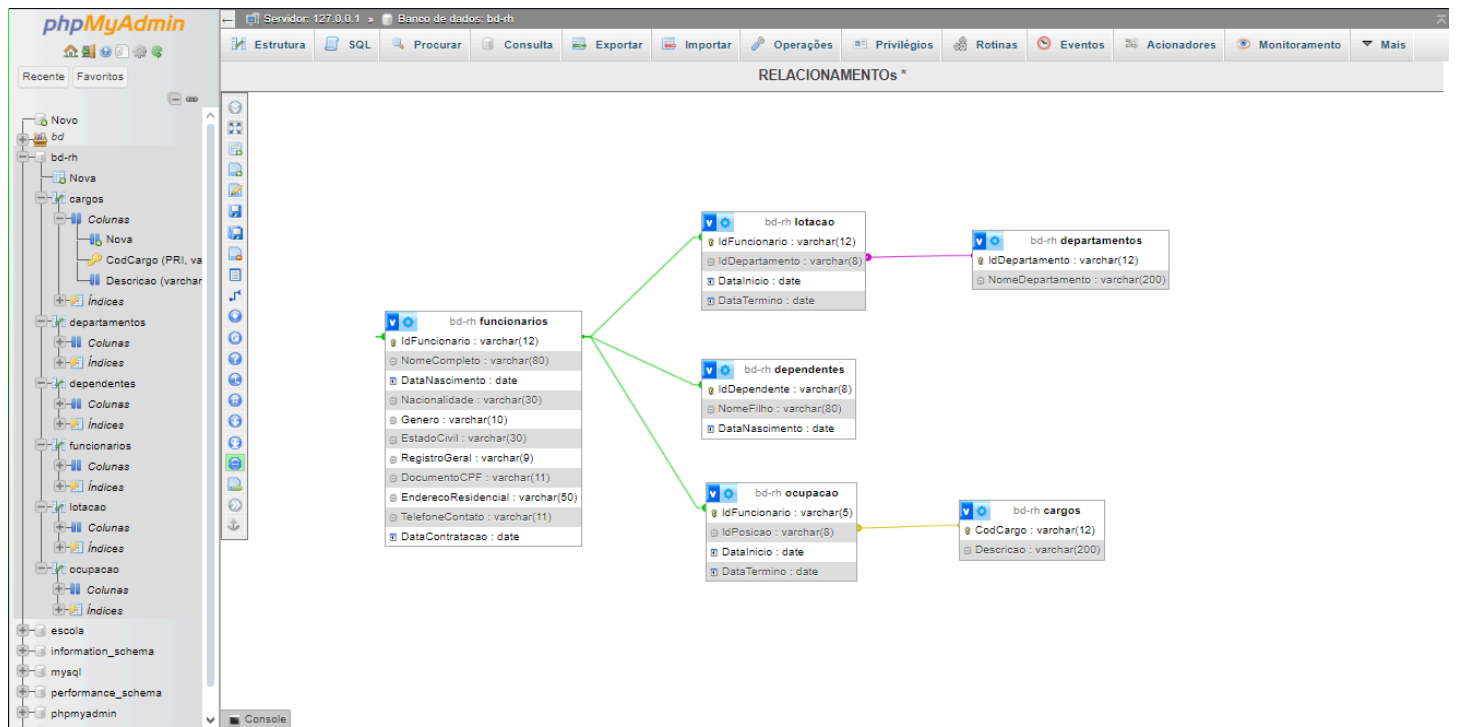 phpMyAdmin
Recente Favoritos
Novo
bd
bd-rh
Nova
cargos
Colunas
Nova
CodCargo (PRI, va
Descricao (varchar
Índices
departamentos
Colunas
Índices
dependentes
Colunas
Índices
funcionarios
Colunas
Índices
lotacao
Colunas
Índices
ocupacao
Colunas
Índices
escola
information_schema
mysql
performance_schema
phpmyadmin
Servidor: 127.0.0.1 » Banco de dados: bd-rh
Estrutura SQL Procurar Consulta Exportar Importar Operações Privilégios Rotinas Eventos Acionadores Monitoramento Mais
RELACIONAMENTOs *
bd-rh funcionarios
IdFuncionario : varchar(12)
NomeCompleto : varchar(80)
DataNascimento : date
Nacionalidade : varchar(30)
Genero : varchar(10)
EstadoCivil : varchar(30)
RegistroGeral : varchar(9)
DocumentoCPF : varchar(11)
EnderecoResidencial : varchar(50)
TelefoneContato : varchar(11)
DataContratacao : date
bd-rh lotacao
IdFuncionario : varchar(12)
IdDepartamento : varchar(8)
DataInicio : date
DataTermino : date
bd-rh departamentos
IdDepartamento : varchar(12)
NomeDepartamento : varchar(200)
bd-rh dependentes
IdDependente : varchar(8)
NomeFilho : varchar(80)
DataNascimento : date
bd-rh ocupacao
IdFuncionario : varchar(5)
IdPosicao : varchar(8)
DataInicio : date
DataTermino : date
bd-rh cargos
CodCargo : varchar(12)
Descricao : varchar(200)
Console